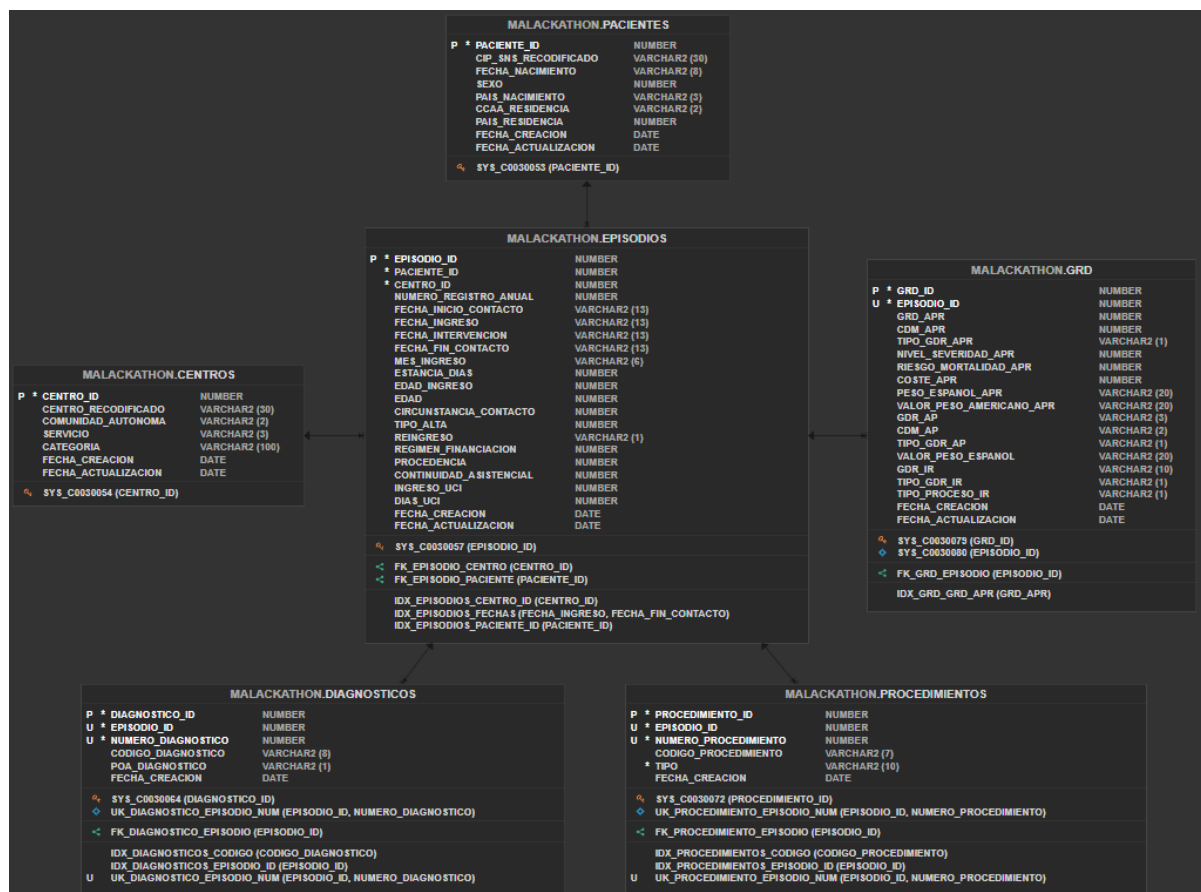 MALACKATHON.PACIENTES
P * PACIENTE_ID NUMBER
CIP_SNS_RECODIFICADO VARCHAR2 (30)
FECHA_NACIMIENTO VARCHAR2 (8)
SEXO NUMBER
PAIS_NACIMIENTO VARCHAR2 (3)
CCAA_RESIDENCIA VARCHAR2 (2)
PAIS_RESIDENCIA NUMBER
FECHA_CREACION DATE
FECHA_ACTUALIZACION DATE
SYS_C0030053 (PACIENTE_ID)
MALACKATHON.EPISODIOS
P * EPISODIO_ID NUMBER
* PACIENTE_ID NUMBER
* CENTRO_ID NUMBER
NUMERO_REGISTRO_ANUAL NUMBER
FECHA_INICIO_CONTACTO VARCHAR2 (13)
FECHA_INGRESO VARCHAR2 (13)
FECHA_INTERVENCION VARCHAR2 (13)
FECHA_FIN_CONTACTO VARCHAR2 (13)
MES_INGRESO VARCHAR2 (6)
ESTANCIA_DIAS NUMBER
EDAD_INGRESO NUMBER
EDAD NUMBER
CIRCUNSTANCIA_CONTACTO NUMBER
TIPO_ALTA NUMBER
REINGRESO VARCHAR2 (1)
REGIMEN_FINANCIACION NUMBER
PROCEDENCIA NUMBER
CONTINUIDAD_ASISTENCIAL NUMBER
INGRESO_UCI NUMBER
DIAS_UCI NUMBER
FECHA_CREACION DATE
FECHA_ACTUALIZACION DATE
SYS_C0030057 (EPISODIO_ID)
FK_EPISODIO_CENTRO (CENTRO_ID)
FK_EPISODIO_PACIENTE (PACIENTE_ID)
IDX_EPISODIOS_CENTRO_ID (CENTRO_ID)
IDX_EPISODIOS_FECHAS (FECHA_INGRESO, FECHA_FIN_CONTACTO)
IDX_EPISODIOS_PACIENTE_ID (PACIENTE_ID)
MALACKATHON.GRD
P * GRD_ID NUMBER
U * EPISODIO_ID NUMBER
GRD_APR NUMBER
CDM_APR NUMBER
TIPO_GDR_APR VARCHAR2 (1)
NIVEL_SEVERIDAD_APR NUMBER
RIESGO_MORTALIDAD_APR NUMBER
COSTE_APR NUMBER
PESO_ESPANOL_APR VARCHAR2 (20)
VALOR_PESO_AMERICANO_APR VARCHAR2 (20)
GDR_AP VARCHAR2 (3)
CDM_AP VARCHAR2 (2)
TIPO_GDR_AP VARCHAR2 (1)
VALOR_PESO_ESPANOL VARCHAR2 (20)
GDR_IR VARCHAR2 (10)
TIPO_GDR_IR VARCHAR2 (1)
TIPO_PROCESO_IR VARCHAR2 (1)
FECHA_CREACION DATE
FECHA_ACTUALIZACION DATE
SYS_C0030079 (GRD_ID)
SYS_C0030080 (EPISODIO_ID)
FK_GRD_EPISODIO (EPISODIO_ID)
IDX_GRD_GRD_APR (GRD_APR)
MALACKATHON.CENTROS
P * CENTRO_ID NUMBER
CENTRO_RECODIFICADO VARCHAR2 (30)
COMUNIDAD_AUTONOMA VARCHAR2 (2)
SERVICIO VARCHAR2 (3)
CATEGORIA VARCHAR2 (100)
FECHA_CREACION DATE
FECHA_ACTUALIZACION DATE
SYS_C0030054 (CENTRO_ID)
MALACKATHON.DIAGNOSTICOS
P * DIAGNOSTICO_ID NUMBER
U * EPISODIO_ID NUMBER
U * NUMERO_DIAGNOSTICO NUMBER
CODIGO_DIAGNOSTICO VARCHAR2 (8)
POA_DIAGNOSTICO VARCHAR2 (1)
FECHA_CREACION DATE
SYS_C0030064 (DIAGNOSTICO_ID)
UK_DIAGNOSTICO_EPISODIO_NUM (EPISODIO_ID, NUMERO_DIAGNOSTICO)
FK_DIAGNOSTICO_EPISODIO (EPISODIO_ID)
IDX_DIAGNOSTICOS_CODIGO (CODIGO_DIAGNOSTICO)
IDX_DIAGNOSTICOS_EPISODIO_ID (EPISODIO_ID)
U UK_DIAGNOSTICO_EPISODIO_NUM (EPISODIO_ID, NUMERO_DIAGNOSTICO)
MALACKATHON.PROCEDIMIENTOS
P * PROCEDIMIENTO_ID NUMBER
U * EPISODIO_ID NUMBER
U * NUMERO_PROCEDIMIENTO NUMBER
CODIGO_PROCEDIMIENTO VARCHAR2 (7)
* TIPO VARCHAR2 (10)
FECHA_CREACION DATE
SYS_C0030072 (PROCEDIMIENTO_ID)
UK_PROCEDIMIENTO_EPISODIO_NUM (EPISODIO_ID, NUMERO_PROCEDIMIENTO)
FK_PROCEDIMIENTO_EPISODIO (EPISODIO_ID)
IDX_PROCEDIMIENTOS_CODIGO (CODIGO_PROCEDIMIENTO)
IDX_PROCEDIMIENTOS_EPISODIO_ID (EPISODIO_ID)
U UK_PROCEDIMIENTO_EPISODIO_NUM (EPISODIO_ID, NUMERO_PROCEDIMIENTO)